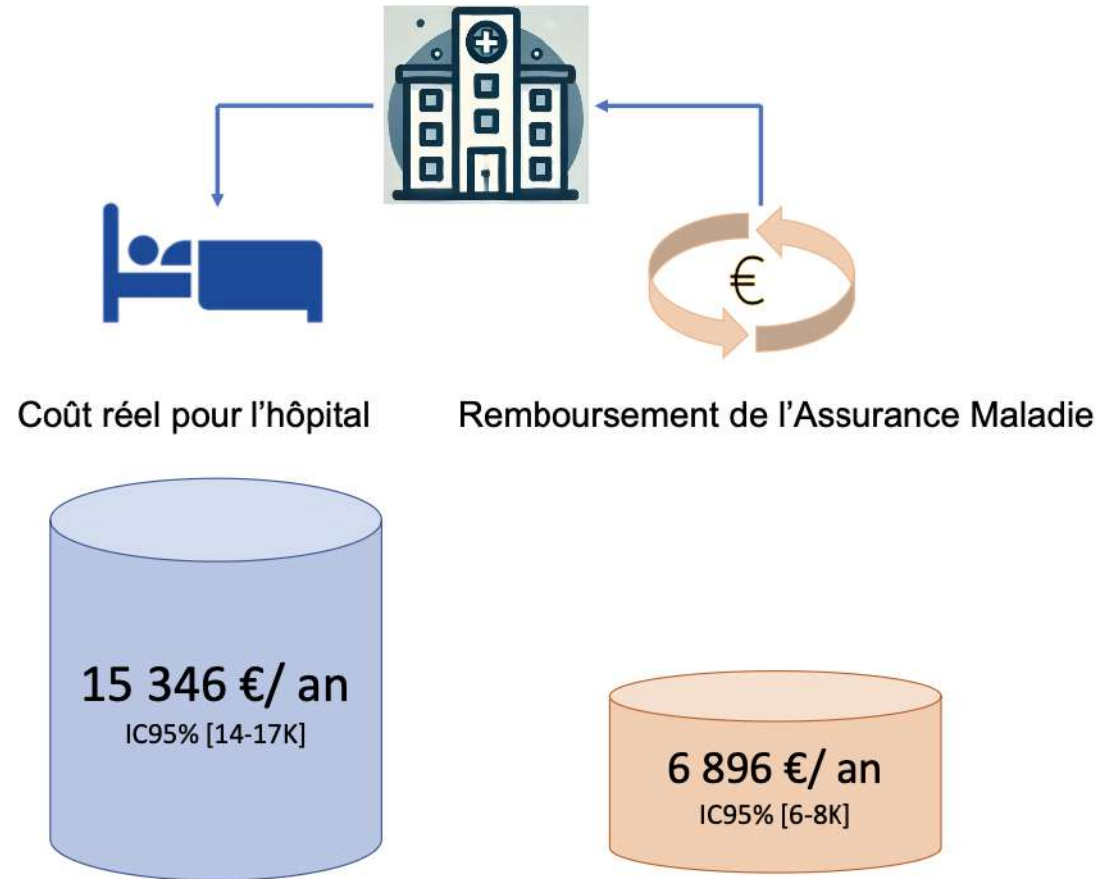 €
Coût réel pour l’hôpital
Remboursement de l’Assurance Maladie
15 346 €/ an
IC95% [14-17K]
6 896 €/ an
IC95% [6-8K]